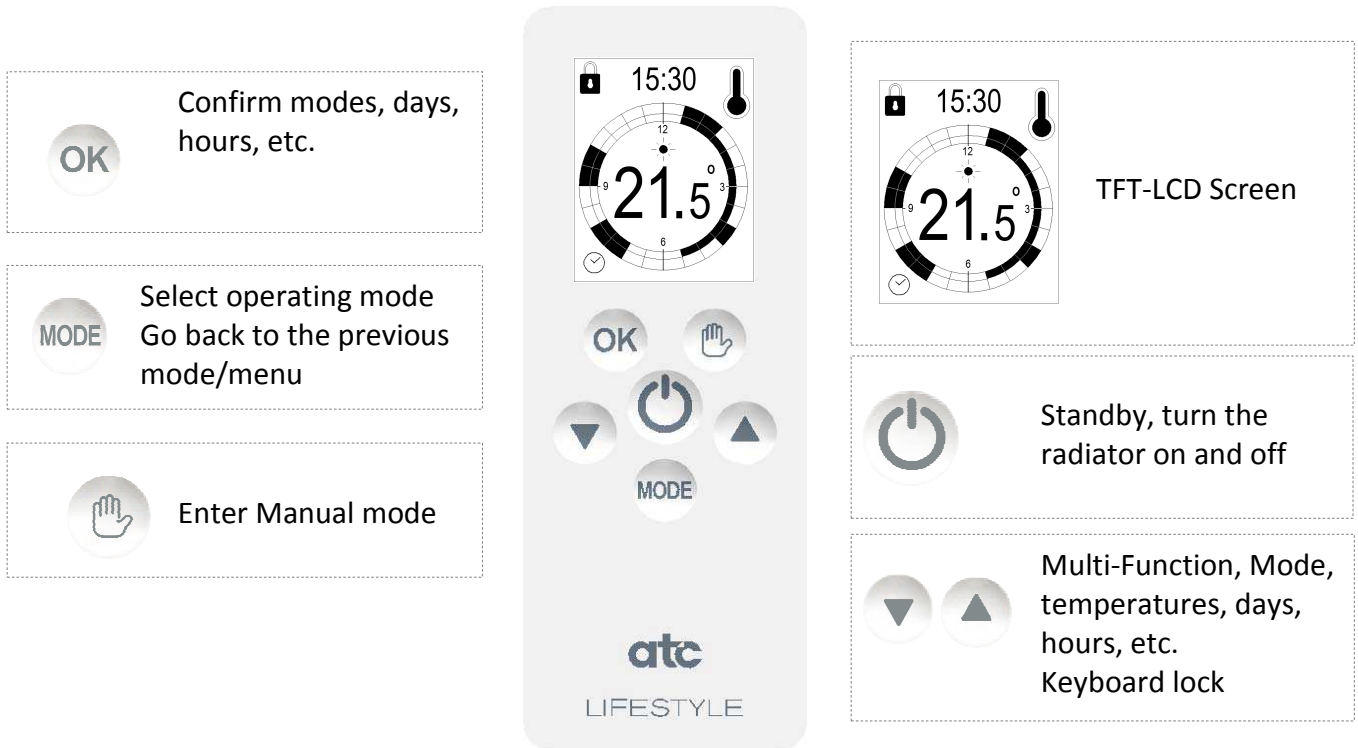 OK
Confirm modes, days,
hours, etc.
MODE
Select operating mode
Go back to the previous
mode/menu
Enter Manual mode
15:30
12
9
21.5°
3
6
OK
MODE
atc
LIFESTYLE
15:30
12
9
21.5°
3
6
TFT-LCD Screen
Standby, turn the
radiator on and off
Multi-Function, Mode,
temperatures, days,
hours, etc.
Keyboard lock